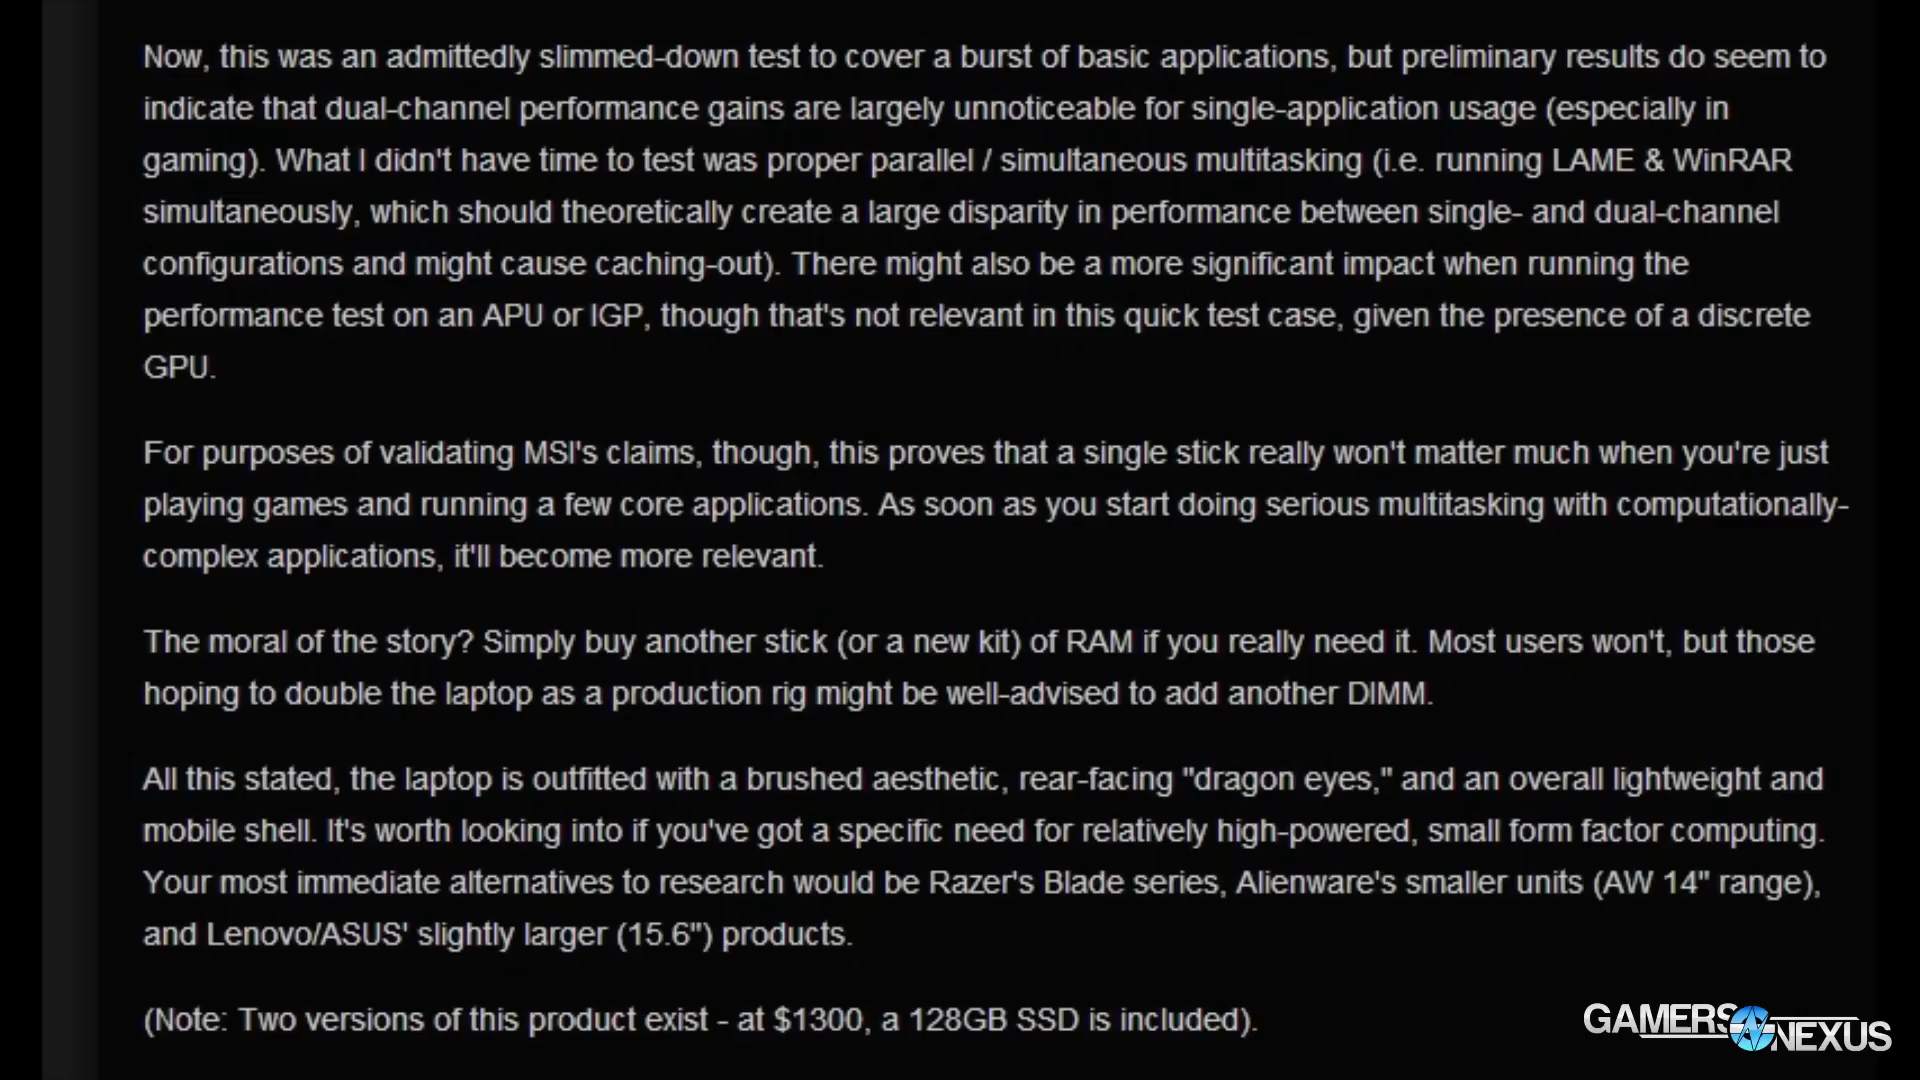 Now, this was an admittedly slimmed-down test to cover a burst of basic applications, but preliminary results do seem to
indicate that dual-channel performance gains are largely unnoticeable for single-application usage (especially in
gaming). What I didn't have time to test was proper parallel / simultaneous multitasking (i.e. running LAME & WinRAR
simultaneously, which should theoretically create a large disparity in performance between single- and dual-channel
configurations and might cause caching-out). There might also be a more significant impact when running the
performance test on an APU or IGP, though that's not relevant in this quick test case, given the presence of a discrete
GPU.
For purposes of validating MSI's claims, though, this proves that a single stick really won't matter much when you're just
playing games and running a few core applications. As soon as you start doing serious multitasking with computationally-
complex applications, it'll become more relevant.
The moral of the story? Simply buy another stick (or a new kit) of RAM if you really need it. Most users won't, but those
hoping to double the laptop as a production rig might be well-advised to add another DIMM.
All this stated, the laptop is outfitted with a brushed aesthetic, rear-facing "dragon eyes," and an overall lightweight and
mobile shell. It's worth looking into if you've got a specific need for relatively high-powered, small form factor computing.
Your most immediate alternatives to research would be Razer's Blade series, Alienware's smaller units (AW 14" range),
and Lenovo/ASUS' slightly larger (15.6") products.
(Note: Two versions of this product exist - at $1300, a 128GB SSD is included).
GAMERS NEXUS